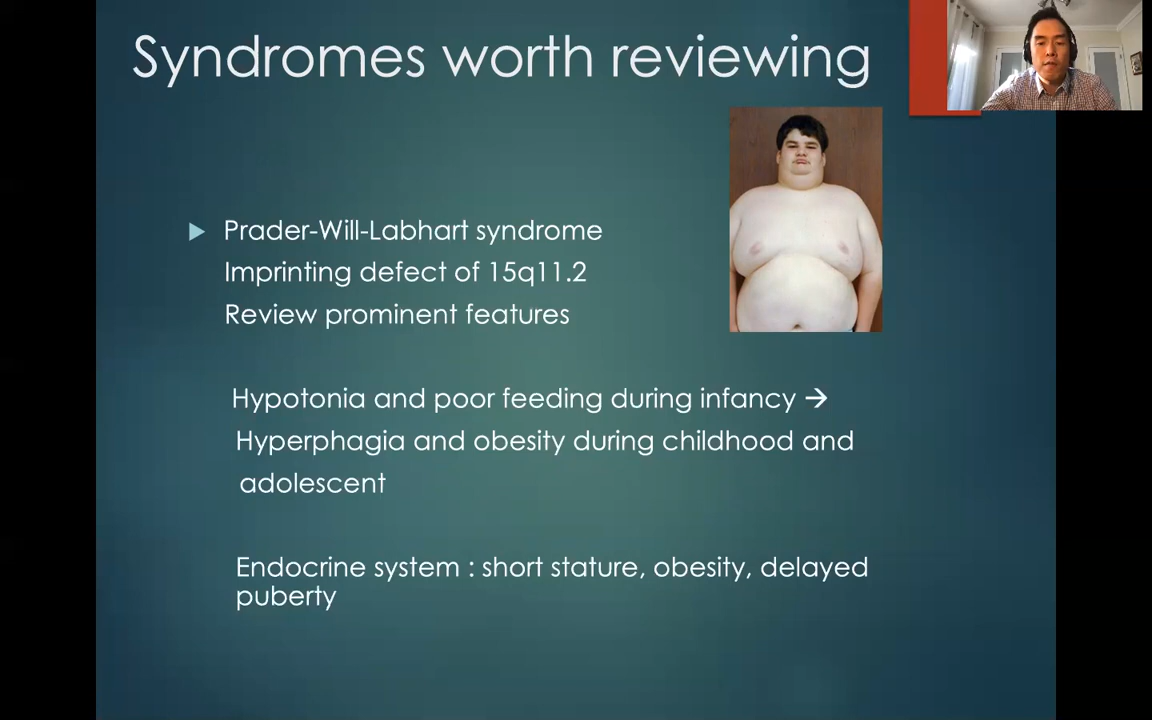 Syndromes worth reviewing
Prader-Will-Labhart syndrome
Imprinting defect of 15q11.2
Review prominent features
Hypotonia and poor feeding during infancy →
Hyperphagia and obesity during childhood and
adolescent
Endocrine system : short stature, obesity, delayed
puberty